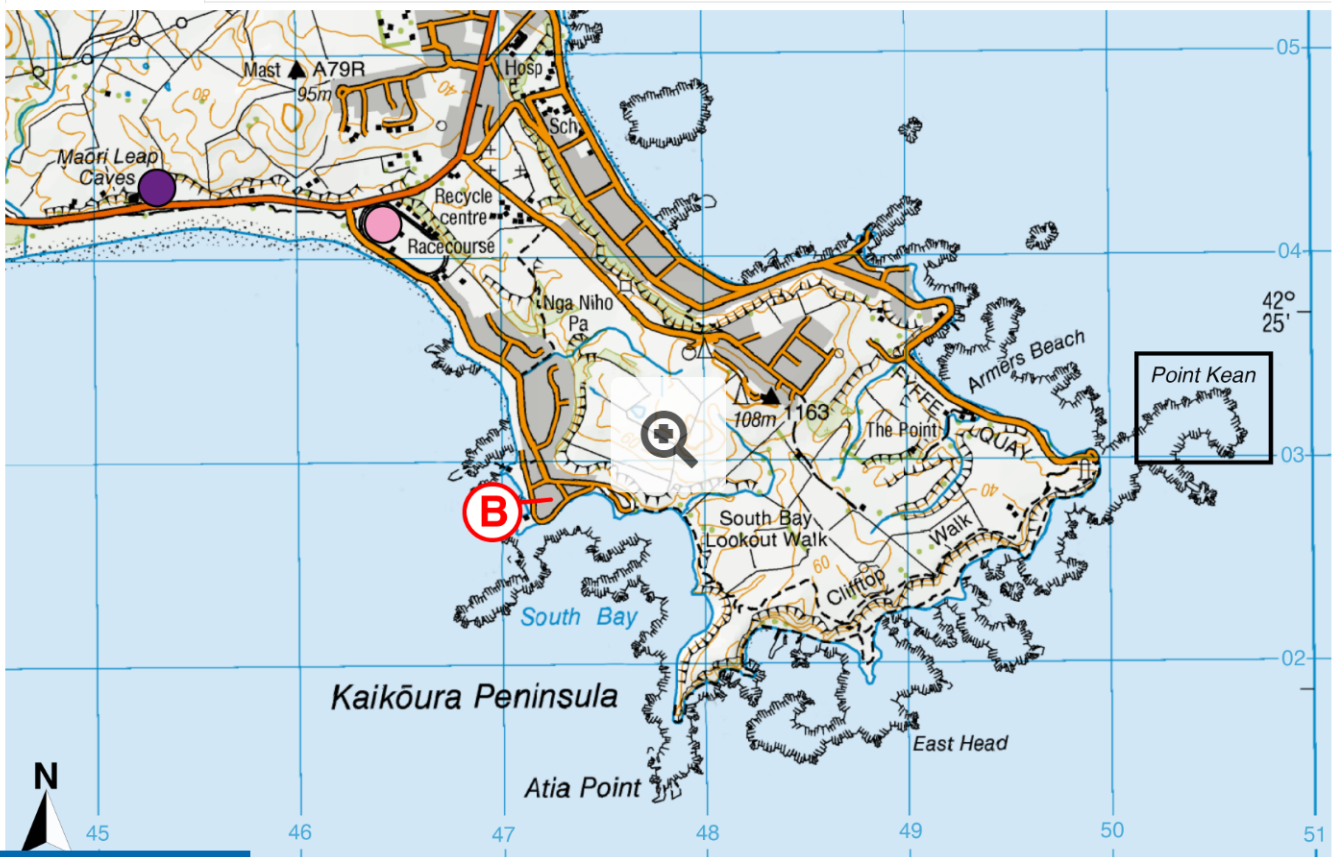 05
Mast A79R
95m
80
40
Hosp
Sch
Maori Leap
Caves
Recycle
centre
Racecourse
04
Nga Niho
Pa
42°
25'
Armers Beach
Point Kean
FYFFE
QUAY
108m 1163
The Point
03
B
40
South Bay
Lookout Walk
Walk
60
Clifftop
South Bay
02
Kaikōura Peninsula
East Head
Atia Point
N
45
46
47
48
49
50
51